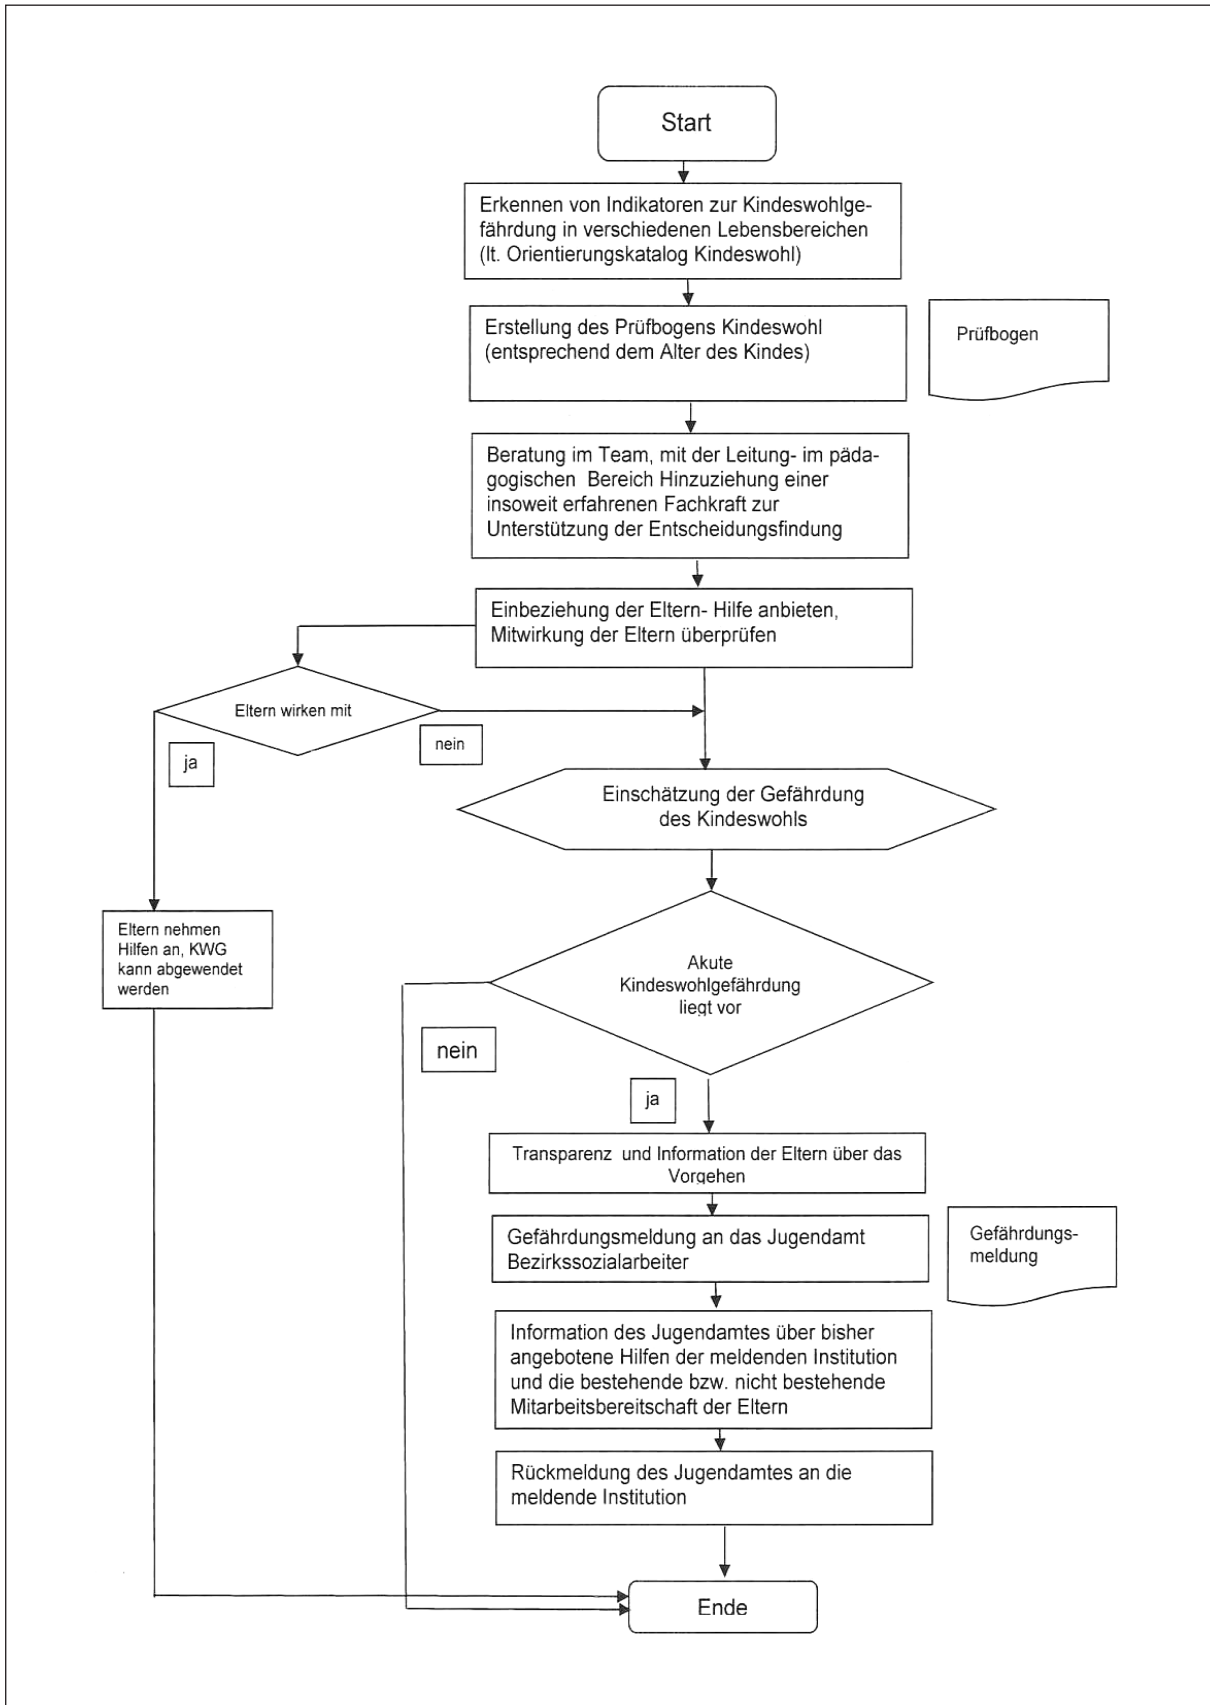 Start
Erkennen von Indikatoren zur Kindeswohlge-
fährdung in verschiedenen Lebensbereichen
(lt. Orientierungskatalog Kindeswohl)
Erstellung des Prüfbogens Kindeswohl
(entsprechend dem Alter des Kindes)
Prüfbogen
Beratung im Team, mit der Leitung- im päda-
gogischen Bereich Hinzuziehung einer
insoweit erfahrenen Fachkraft zur
Unterstützung der Entscheidungsfindung
Einbeziehung der Eltern- Hilfe anbieten,
Mitwirkung der Eltern überprüfen
Eltern wirken mit
ja
nein
Einschätzung der Gefährdung
des Kindeswohls
Eltern nehmen
Hilfen an, KWG
kann abgewendet
werden
Akute
Kindeswohlgefährdung
liegt vor
nein
ja
Transparenz und Information der Eltern über das
Vorgehen
Gefährdungsmeldung an das Jugendamt
Bezirkssozialarbeiter
Gefährdungs-
meldung
Information des Jugendamtes über bisher
angebotene Hilfen der meldenden Institution
und die bestehende bzw. nicht bestehende
Mitarbeitsbereitschaft der Eltern
Rückmeldung des Jugendamtes an die
meldende Institution
Ende